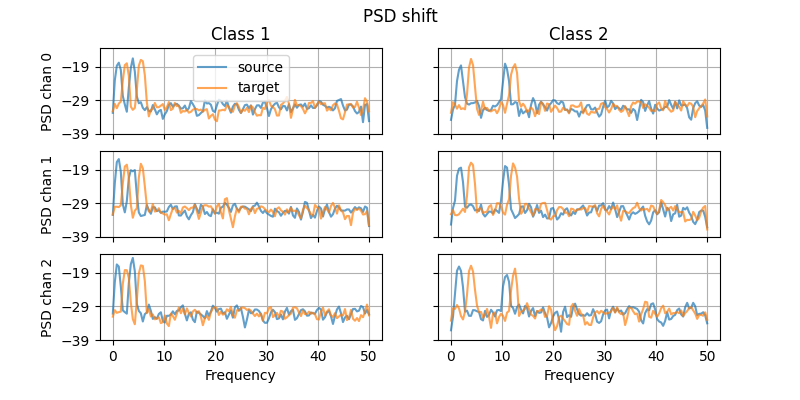 PSD shift
Class 1
Class 2
PSD chan 0
−19
−29
−39
source
target
PSD chan 1
−19
−29
−39
PSD chan 2
−19
−29
−39
0 10 20 30 40 50
0 10 20 30 40 50
Frequency
Frequency